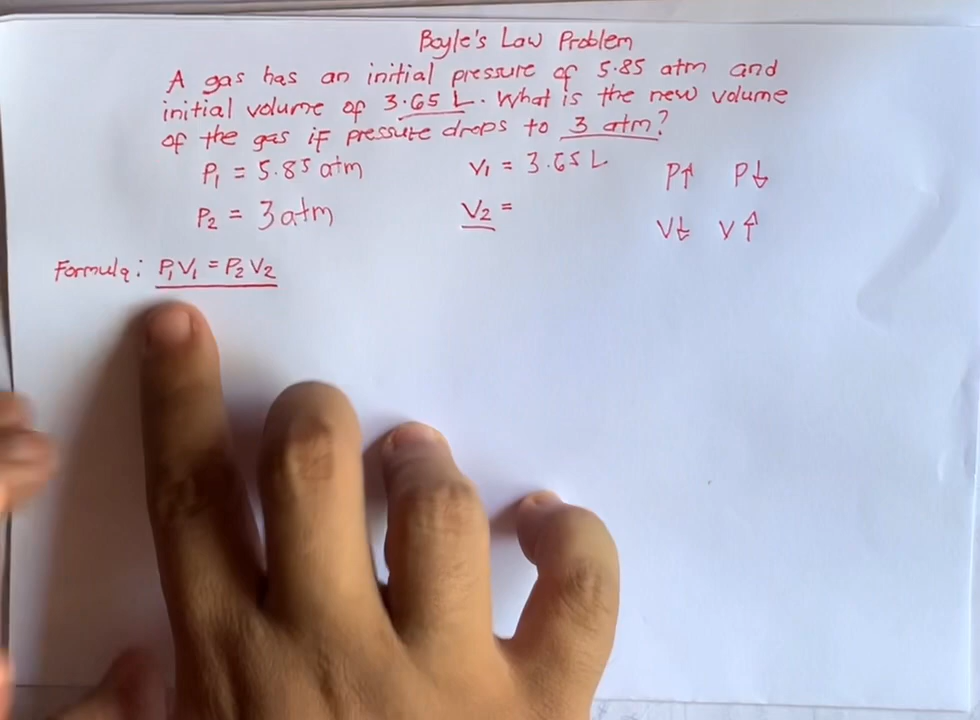 Boyle's Law Problem
A gas has an initial pressure of 5.85 atm and
initial volume of 3.65 L. What is the new volume
of the gas if pressure drops to 3 atm?
P₁ = 5.85 atm V₁ = 3.65 L P↑ P↓
P₂ = 3 atm V₂ = V↓ V↑
Formula: P₁V₁ = P₂V₂